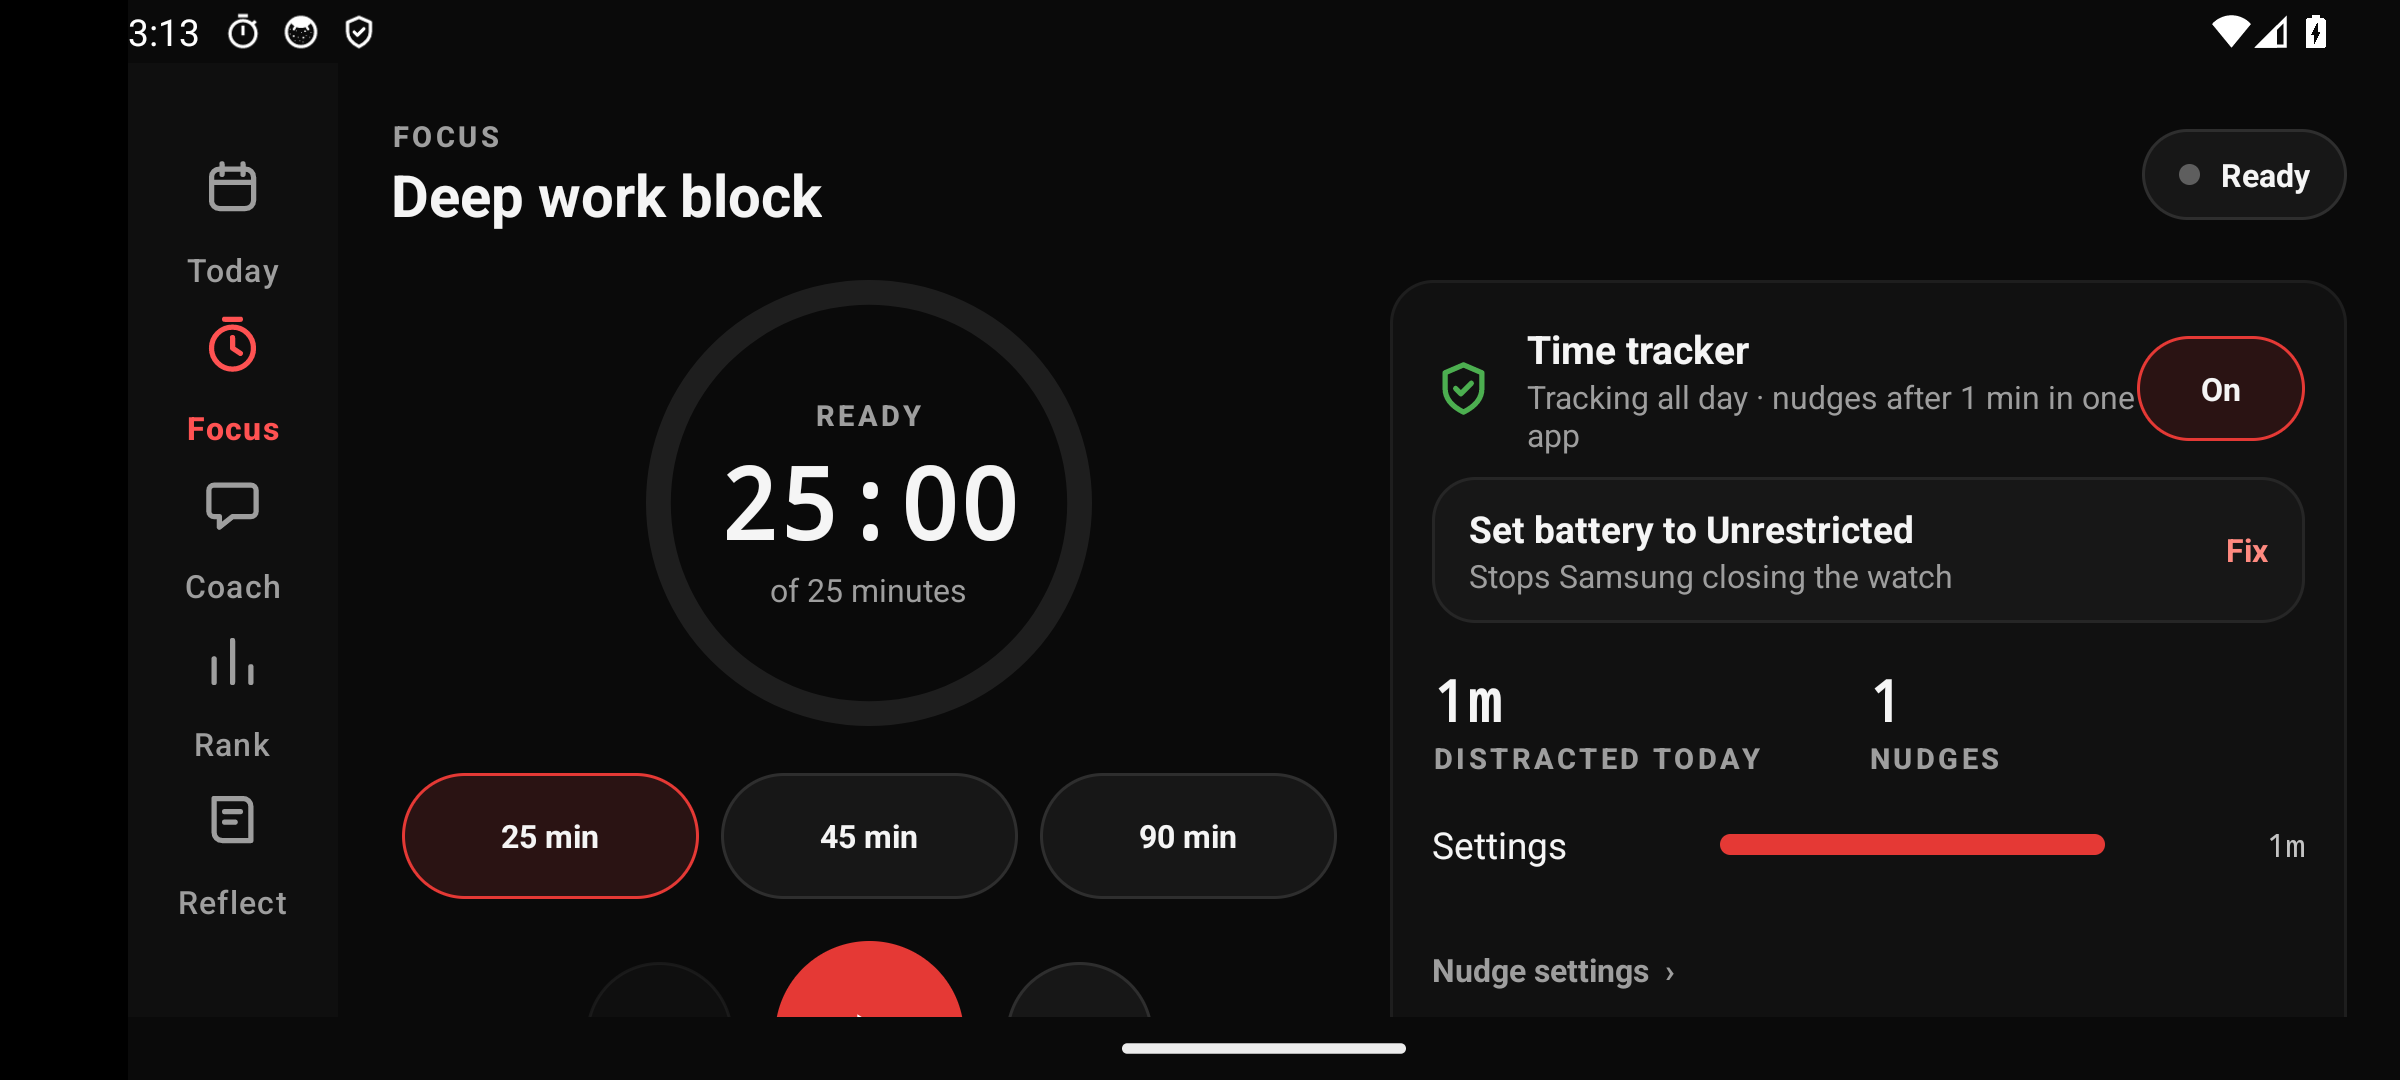 3:13
FOCUS
Deep work block
Ready
Today
Focus
Coach
Rank
Reflect
READY
25:00
of 25 minutes
25 min
45 min
90 min
Time tracker
Tracking all day · nudges after 1 min in one
app
On
Set battery to Unrestricted
Stops Samsung closing the watch
Fix
1m
DISTRACTED TODAY
1
NUDGES
Settings
1m
Nudge settings ›